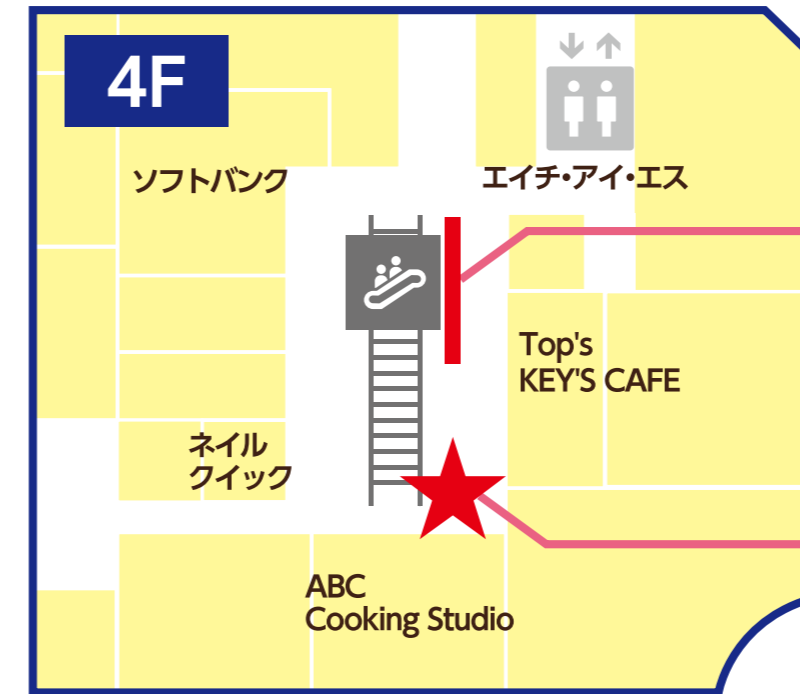 4F
ソフトバンク
エイチ・アイ・エス
Top's
KEY'S CAFE
ネイル
クイック
ABC
Cooking Studio